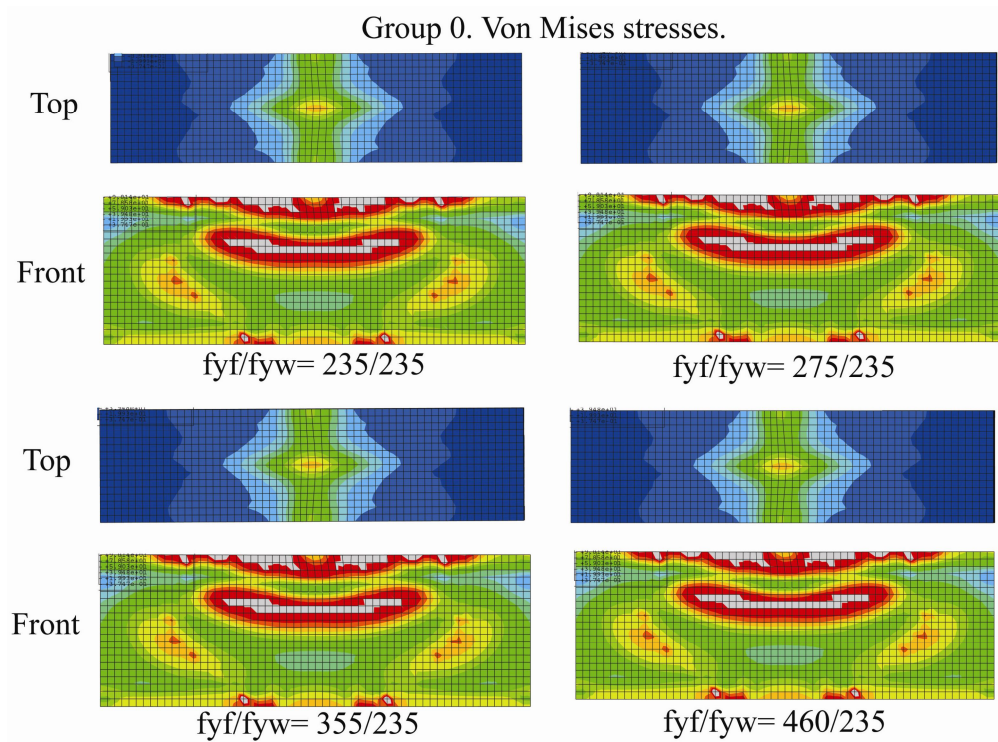 Group 0. Von Mises stresses.
Top
Front
fyf/fyw= 235/235
fyf/fyw= 275/235
Top
Front
fyf/fyw= 355/235
fyf/fyw= 460/235